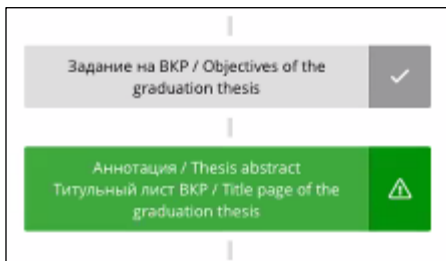 Задание на ВКР / Objectives of the
graduation thesis
Аннотация / Thesis abstract
Титульный лист ВКР / Title page of the
graduation thesis